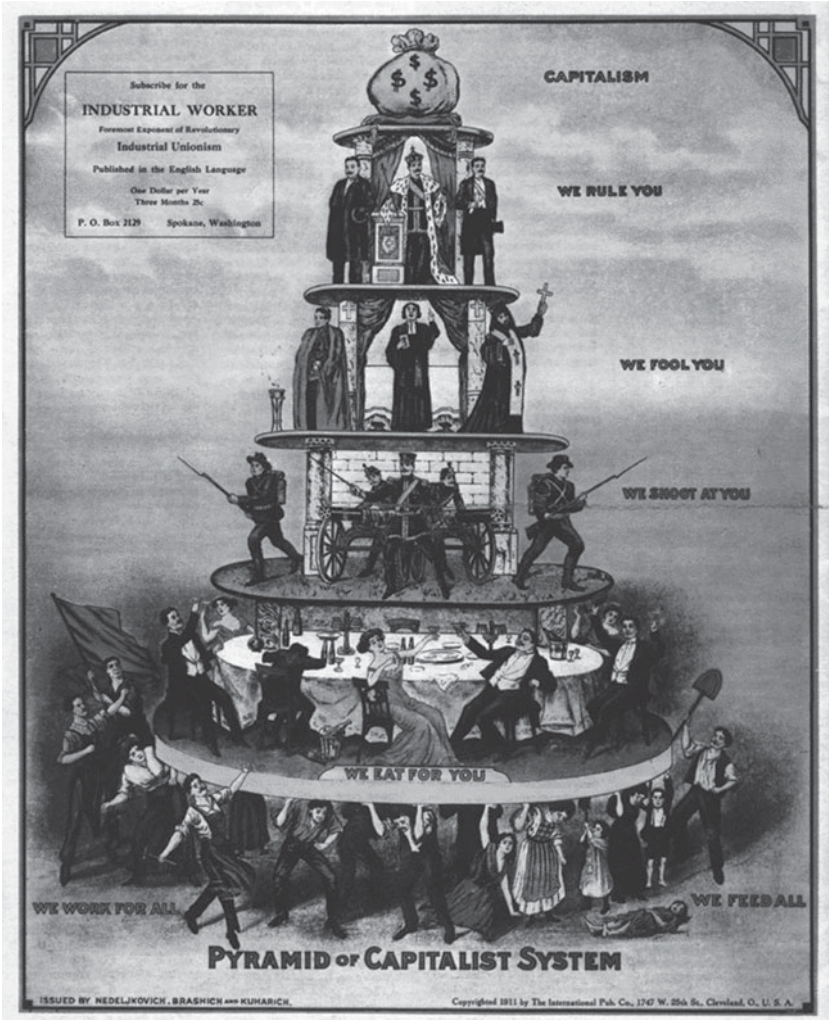 Subscribe for the
INDUSTRIAL WORKER
Foremost Exponent of Revolutionary
Industrial Unionism
Published in the English Language
One Dollar per Year
Three Months 25c
P. O. Box 2129 Spokane, Washington
$ $ $ $
CAPITALISM
WE RULE YOU
WE FOOL YOU
WE SHOOT AT YOU
WE EAT FOR YOU
WE WORK FOR ALL
WE FEED ALL
PYRAMID OF CAPITALIST SYSTEM
ISSUED BY NEDELJKOVICH, BRASHICH AND KUHARICH.
Copyrighted 1911 by The International Pub. Co., 1747 W. 25th St., Cleveland, O., U. S. A.